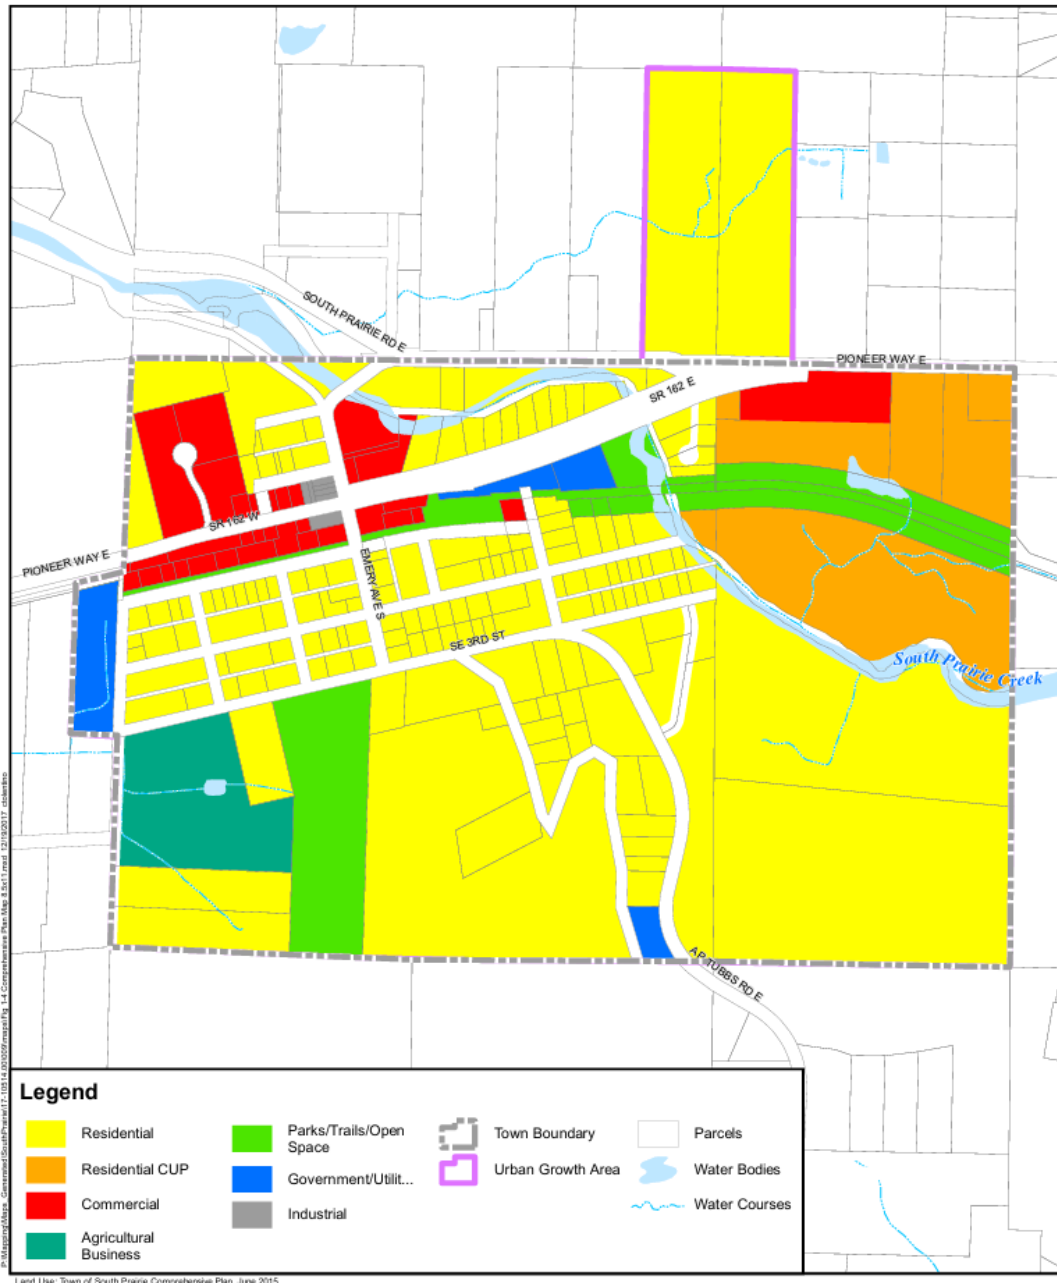 SOUTH PRAIRIE RD E
PIONEER WAY E
SR 162 E
SR 162 W
PIONEER WAY E
EMERY AVE S
SE 3RD ST
South Prairie Creek
AP TUBBS RD E
Legend
Residential
Residential CUP
Commercial
Agricultural
Business
Parks/Trails/Open
Space
Government/Utilit...
Industrial
Town Boundary
Urban Growth Area
Parcels
Water Bodies
Water Courses
Land Use: Town of South Prairie Comprehensive Plan, June 2015